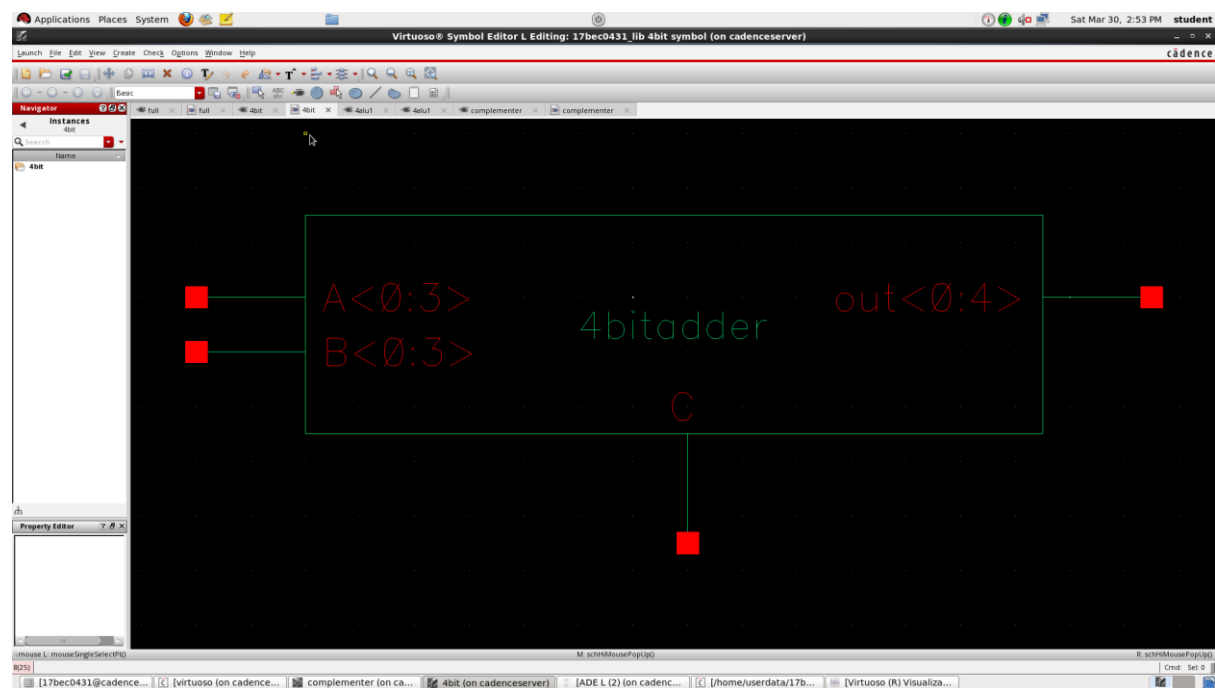 Applications Places System
Sat Mar 30, 2:53 PM student
Virtuoso® Symbol Editor L Editing: 17bec0431_lib 4bit symbol (on cadenceserver)
Launch File Edit View Create Check Options Window Help
cādence
Basic
Navigator
full full 4bit 4bit 4alu1 4alu1 complementer complementer
Instances
4bit
Search
Name
4bit
A<0:3>
out<0:4>
4bitadder
B<0:3>
C
Property Editor
mouse L: mouseSingleSelectPt()
M: schHiMousePopUp()
R: schHiMousePopUp()
8(25)
Cmd: Sel: 0
[17bec0431@cadence... [virtuoso (on cadence... complementer (on ca... 4bit (on cadenceserver) [ADE L (2) (on cadenc... [/home/userdata/17b... [Virtuoso (R) Visualiza...